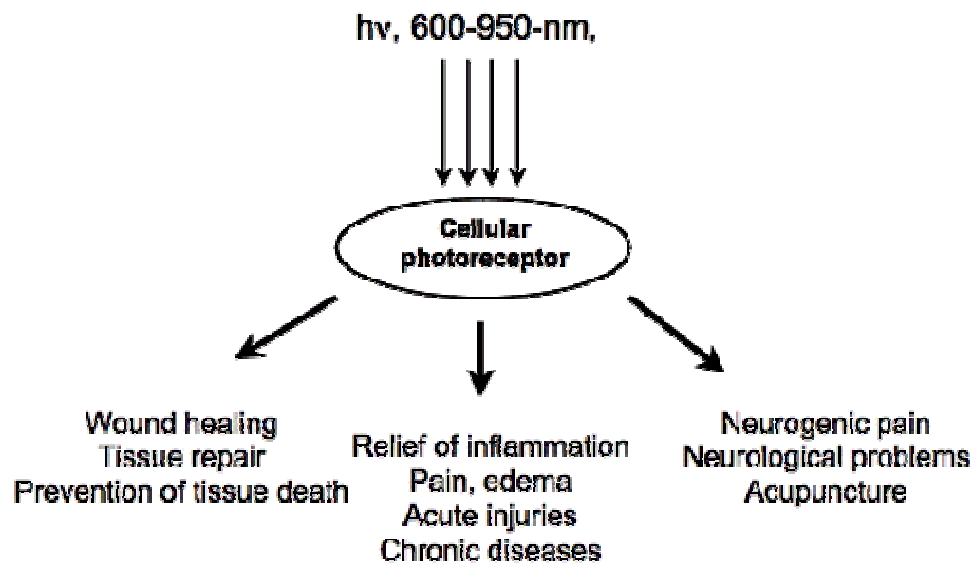 hν, 600-950-nm,
Cellular
photoreceptor
Wound healing
Tissue repair
Prevention of tissue death
Relief of inflammation
Pain, edema
Acute injuries
Chronic diseases
Neurogenic pain
Neurological problems
Acupuncture